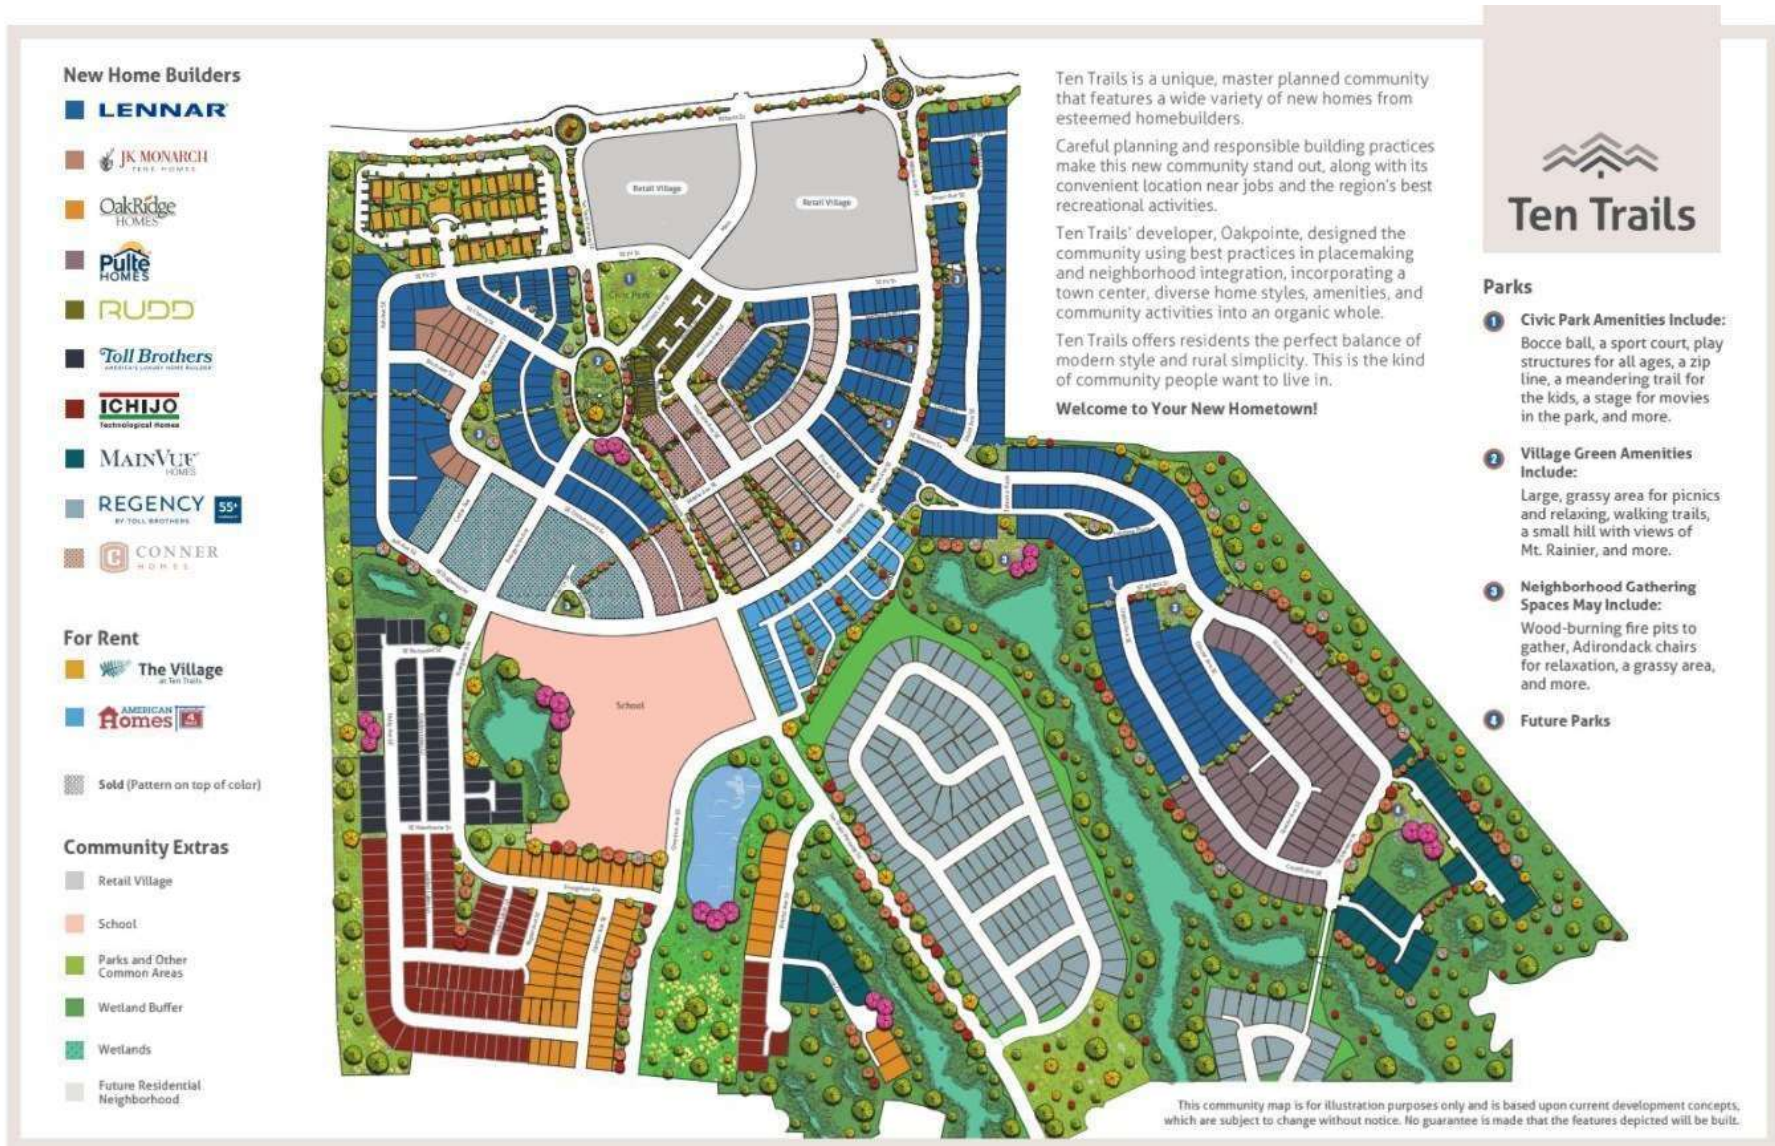 New Home Builders
LENNAR
JK MONARCH
FINE HOMES
OakRidge
HOMES
Pulte
HOMES
RUDD
Toll Brothers
AMERICA'S LUXURY HOME BUILDER
ICHIJO
Technological Homes
MAINVUE
HOMES
REGENCY
BY TOLL BROTHERS
55+
C CONNER
HOMES
For Rent
The Village
at Ten Trails
AMERICAN
Homes 4
Sold (Pattern on top of color)
Community Extras
Retail Village
School
Parks and Other
Common Areas
Wetland Buffer
Wetlands
Future Residential
Neighborhood
Retail Village
Retail Village
Civic Park
School
Ten Trails is a unique, master planned community
that features a wide variety of new homes from
esteemed homebuilders.
Careful planning and responsible building practices
make this new community stand out, along with its
convenient location near jobs and the region's best
recreational activities.
Ten Trails' developer, Oakpointe, designed the
community using best practices in placemaking
and neighborhood integration, incorporating a
town center, diverse home styles, amenities, and
community activities into an organic whole.
Ten Trails offers residents the perfect balance of
modern style and rural simplicity. This is the kind
of community people want to live in.
Welcome to Your New Hometown!
Ten Trails
Parks
1 Civic Park Amenities Include:
Bocce ball, a sport court, play
structures for all ages, a zip
line, a meandering trail for
the kids, a stage for movies
in the park, and more.
2 Village Green Amenities
Include:
Large, grassy area for picnics
and relaxing, walking trails,
a small hill with views of
Mt. Rainier, and more.
3 Neighborhood Gathering
Spaces May Include:
Wood-burning fire pits to
gather, Adirondack chairs
for relaxation, a grassy area,
and more.
4 Future Parks
This community map is for illustration purposes only and is based upon current development concepts,
which are subject to change without notice. No guarantee is made that the features depicted will be built.